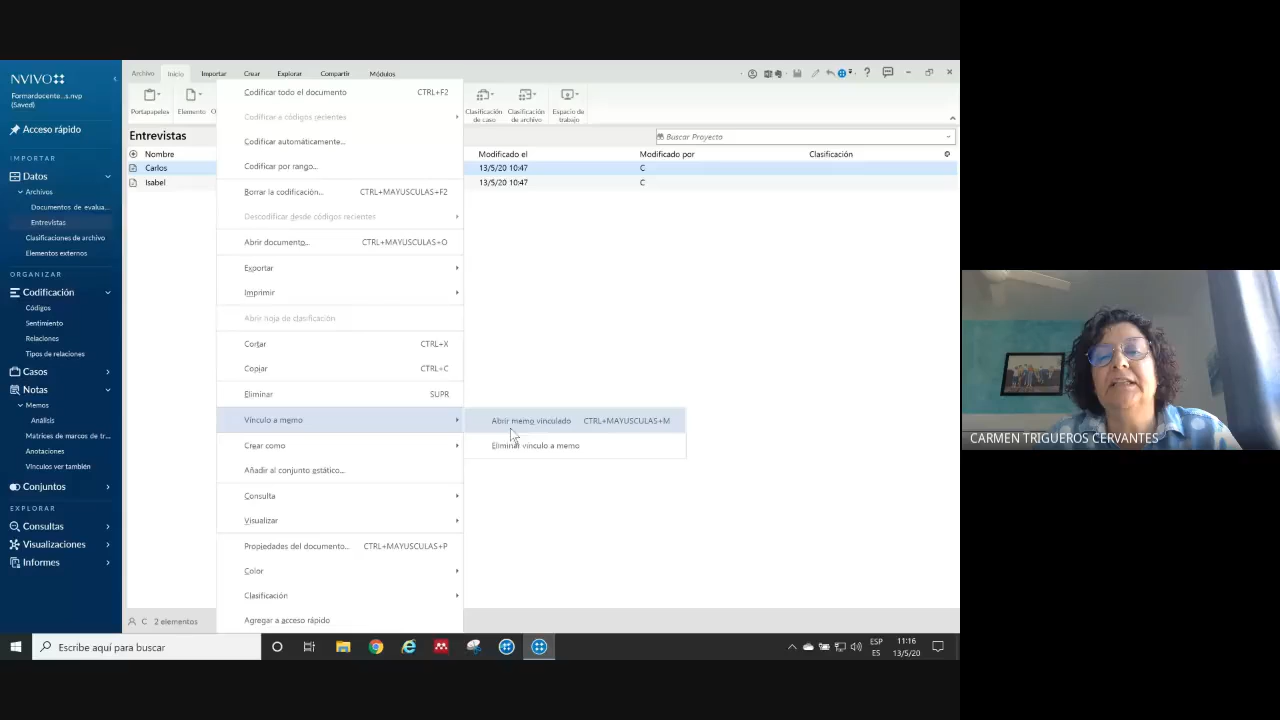 NVIVO
Formardocente...s.nvp
(Saved)
Acceso rápido
IMPORTAR
Datos
Archivos
Documentos de evalua...
Entrevistas
Clasificaciones de archivo
Elementos externos
ORGANIZAR
Codificación
Códigos
Sentimiento
Relaciones
Tipos de relaciones
Casos
Notas
Memos
Análisis
Matrices de marcos de tr...
Anotaciones
Vínculos ver también
Conjuntos
EXPLORAR
Consultas
Visualizaciones
Informes
Archivo Inicio Importar Crear Explorar Compartir Módulos
Portapapeles Elemento
Clasificación de caso
Clasificación de archivo
Espacio de trabajo
Entrevistas
Buscar Proyecto
Nombre Modificado el Modificado por Clasificación
Carlos 13/5/20 10:47 C
Isabel 13/5/20 10:47 C
Codificar todo el documento CTRL+F2
Codificar a códigos recientes
Codificar automáticamente...
Codificar por rango...
Borrar la codificación... CTRL+MAYUSCULAS+F2
Descodificar desde códigos recientes
Abrir documento... CTRL+MAYUSCULAS+O
Exportar
Imprimir
Abrir hoja de clasificación
Cortar CTRL+X
Copiar CTRL+C
Eliminar SUPR
Vínculo a memo
Abrir memo vinculado CTRL+MAYUSCULAS+M
Eliminar vínculo a memo
Crear como
Añadir al conjunto estático...
Consulta
Visualizar
Propiedades del documento... CTRL+MAYUSCULAS+P
Color
Clasificación
Agregar a acceso rápido
C 2 elementos
Escribe aquí para buscar
ESP
ES
11:16
13/5/20
CARMEN TRIGUEROS CERVANTES